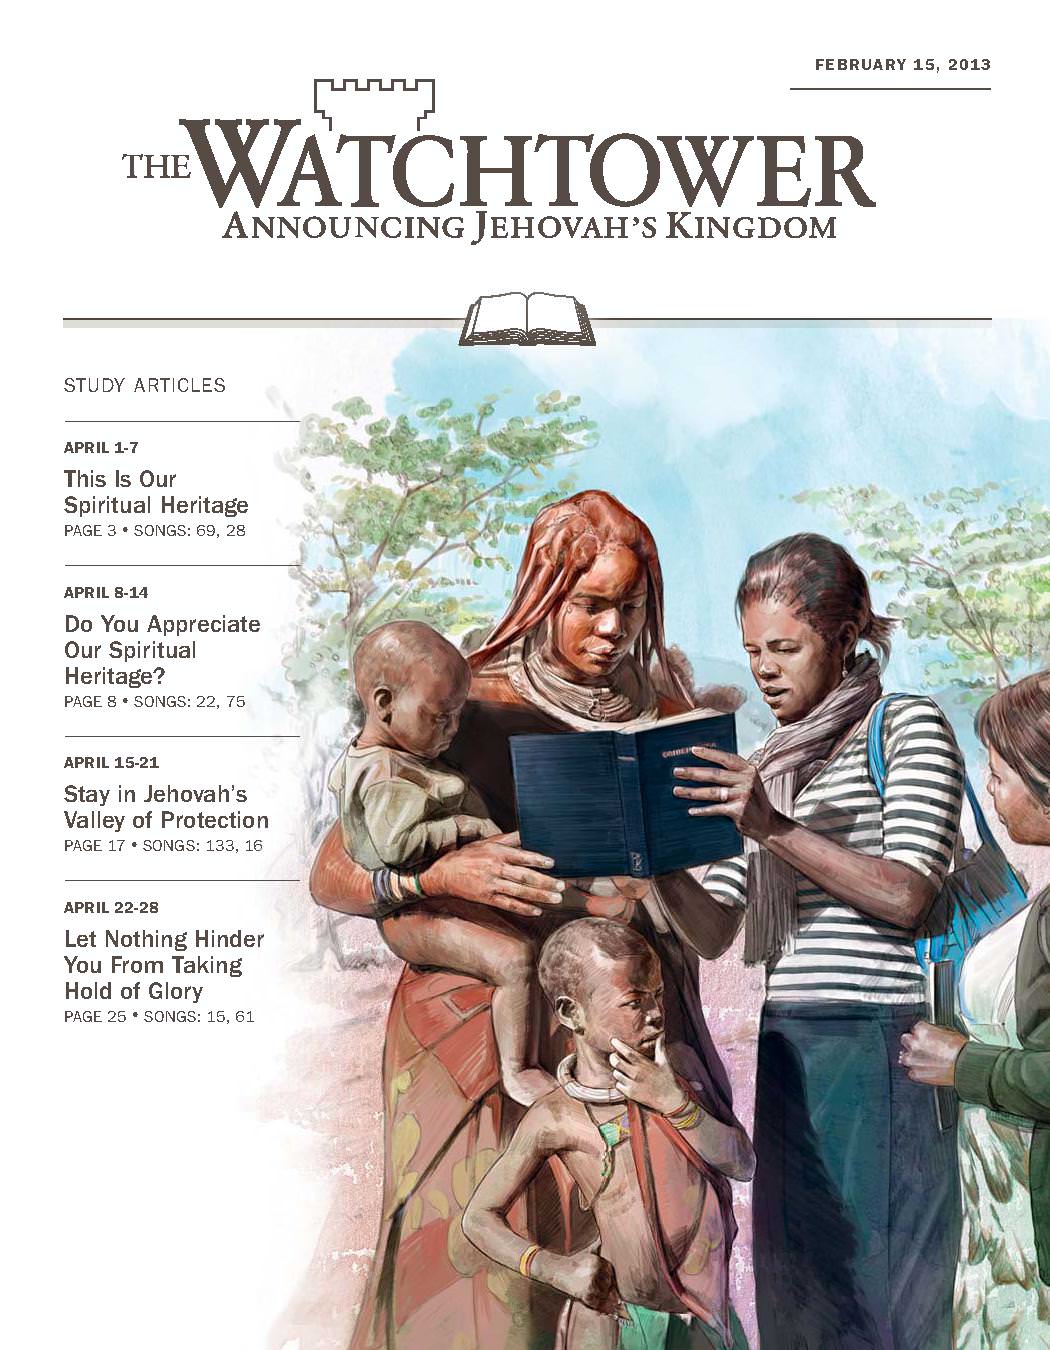 FEBRUARY 15, 2013
THE WATCHTOWER
ANNOUNCING JEHOVAH'S KINGDOM
STUDY ARTICLES
APRIL 1-7
This Is Our
Spiritual Heritage
PAGE 3 • SONGS: 69, 28
APRIL 8-14
Do You Appreciate
Our Spiritual
Heritage?
PAGE 8 • SONGS: 22, 75
APRIL 15-21
Stay in Jehovah's
Valley of Protection
PAGE 17 • SONGS: 133, 16
APRIL 22-28
Let Nothing Hinder
You From Taking
Hold of Glory
PAGE 25 • SONGS: 15, 61